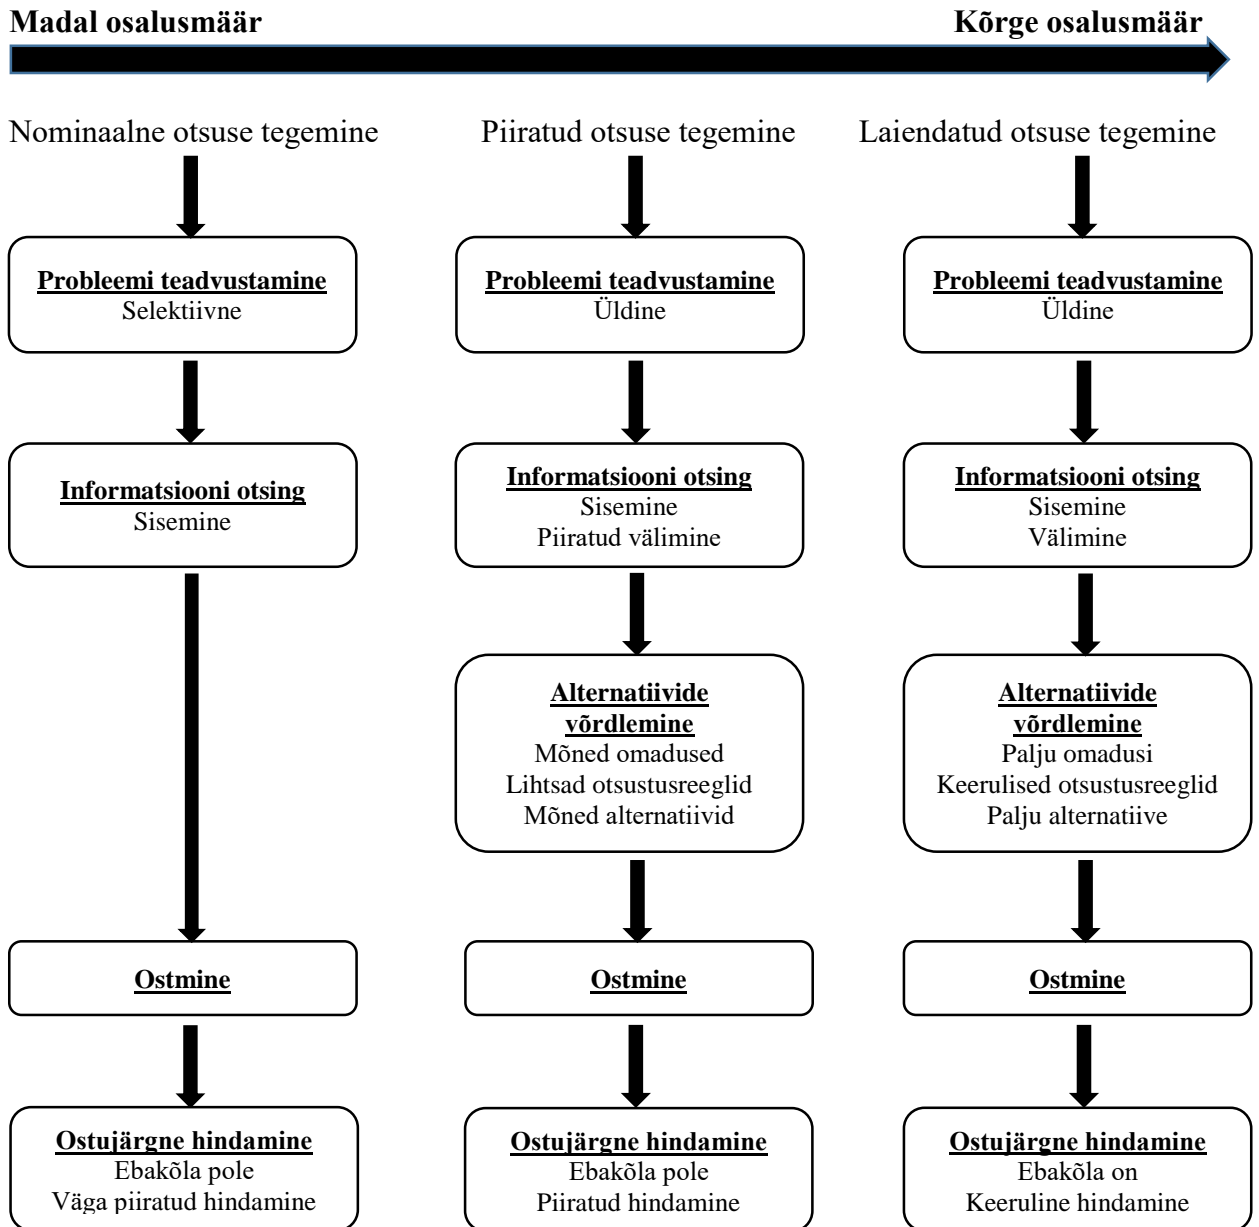 Madal osalusmäär
Kõrge osalusmäär
Nominaalne otsuse tegemine
Piiratud otsuse tegemine
Laiendatud otsuse tegemine
Probleemi teadvustamine
Selektiivne
Probleemi teadvustamine
Üldine
Probleemi teadvustamine
Üldine
Informatsiooni otsing
Sisemine
Informatsiooni otsing
Sisemine
Piiratud välimine
Informatsiooni otsing
Sisemine
Välimine
Alternatiivide
võrdlemine
Mõned omadused
Lihtsad otsustusreeglid
Mõned alternatiivid
Alternatiivide
võrdlemine
Palju omadusi
Keerulised otsustusreeglid
Palju alternatiive
Ostmine
Ostmine
Ostmine
Ostujärgne hindamine
Ebakõla pole
Väga piiratud hindamine
Ostujärgne hindamine
Ebakõla pole
Piiratud hindamine
Ostujärgne hindamine
Ebakõla on
Keeruline hindamine